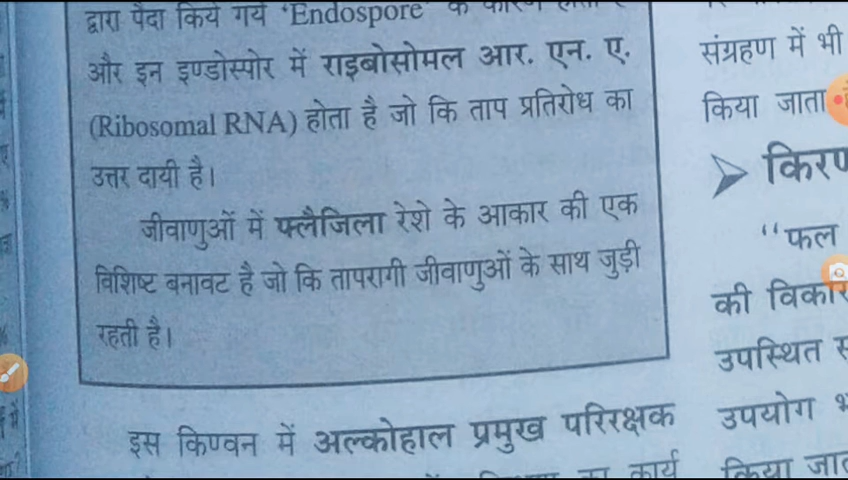 द्वारा पैदा किये गये 'Endospore' के कारण
और इन इण्डोस्पोर में राइबोसोमल आर. एन. ए.
(Ribosomal RNA) होता है जो कि ताप प्रतिरोध का
उत्तर दायी है।
जीवाणुओं में फ्लैजिला रेशे के आकार की एक
विशिष्ट बनावट है जो कि तापरागी जीवाणुओं के साथ जुड़ी
रहती है।
इस किण्वन में अल्कोहाल प्रमुख परिरक्षक
का कार्य
संग्रहण में भी
किया जाता
➤ किरण
“फल
की विकार
उपस्थित
उपयोग
किया जात